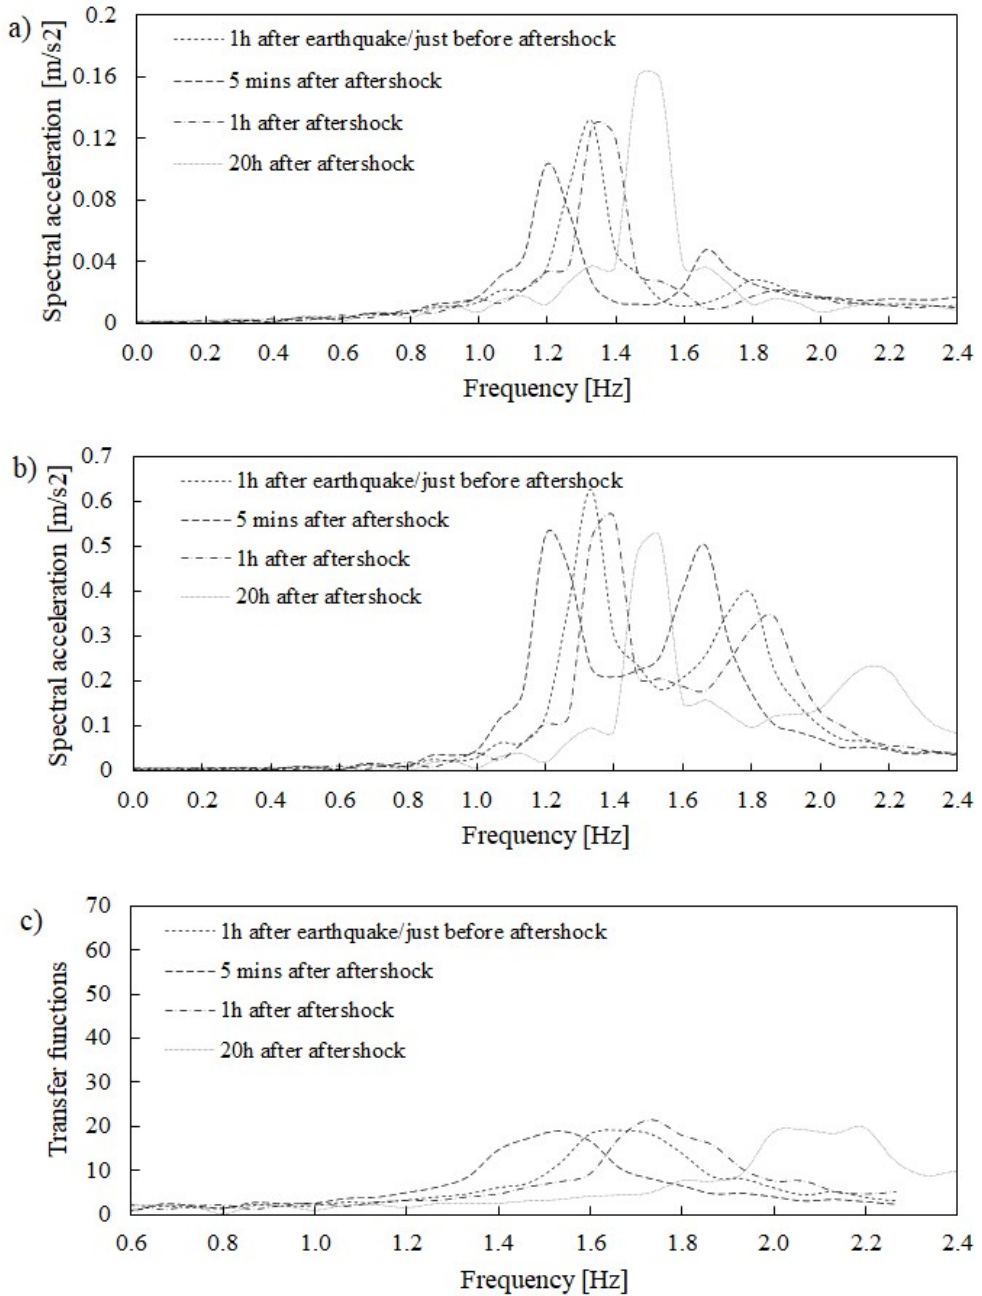 a)
Spectral acceleration [m/s2]
0.2
0.16
0.12
0.08
0.04
0
1h after earthquake/just before aftershock
5 mins after aftershock
1h after aftershock
20h after aftershock
0.0 0.2 0.4 0.6 0.8 1.0 1.2 1.4 1.6 1.8 2.0 2.2 2.4
Frequency [Hz]
b)
Spectral acceleration [m/s2]
0.7
0.6
0.5
0.4
0.3
0.2
0.1
0
1h after earthquake/just before aftershock
5 mins after aftershock
1h after aftershock
20h after aftershock
0.0 0.2 0.4 0.6 0.8 1.0 1.2 1.4 1.6 1.8 2.0 2.2 2.4
Frequency [Hz]
c)
Transfer functions
70
60
50
40
30
20
10
0
1h after earthquake/just before aftershock
5 mins after aftershock
1h after aftershock
20h after aftershock
0.6 0.8 1.0 1.2 1.4 1.6 1.8 2.0 2.2 2.4
Frequency [Hz]